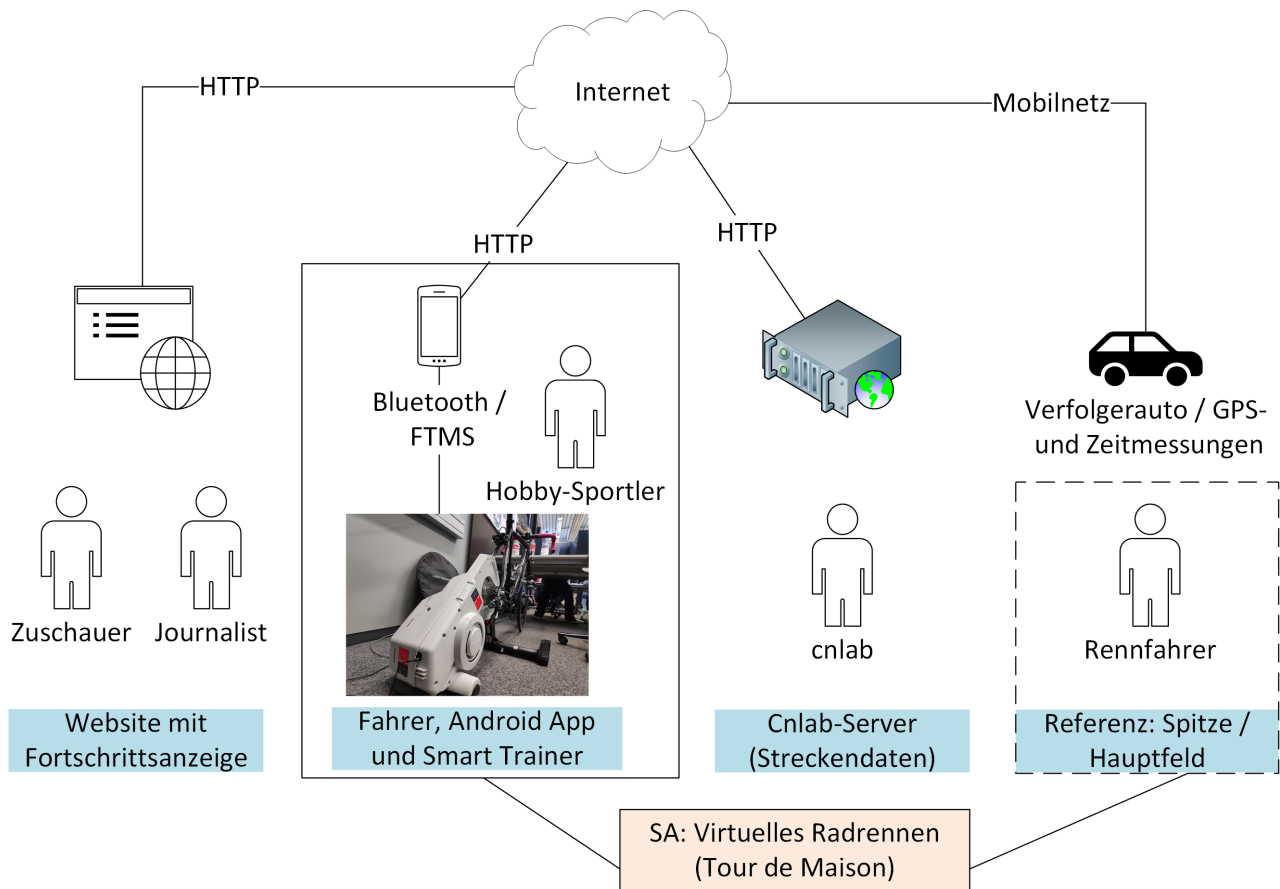 Internet
HTTP
Mobilnetz
HTTP
HTTP
Bluetooth /
FTMS
Hobby-Sportler
Verfolgerauto / GPS-
und Zeitmessungen
Zuschauer
Journalist
cnlab
Rennfahrer
Website mit
Fortschrittsanzeige
Fahrer, Android App
und Smart Trainer
Cnlab-Server
(Streckendaten)
Referenz: Spitze /
Hauptfeld
SA: Virtuelles Radrennen
(Tour de Maison)